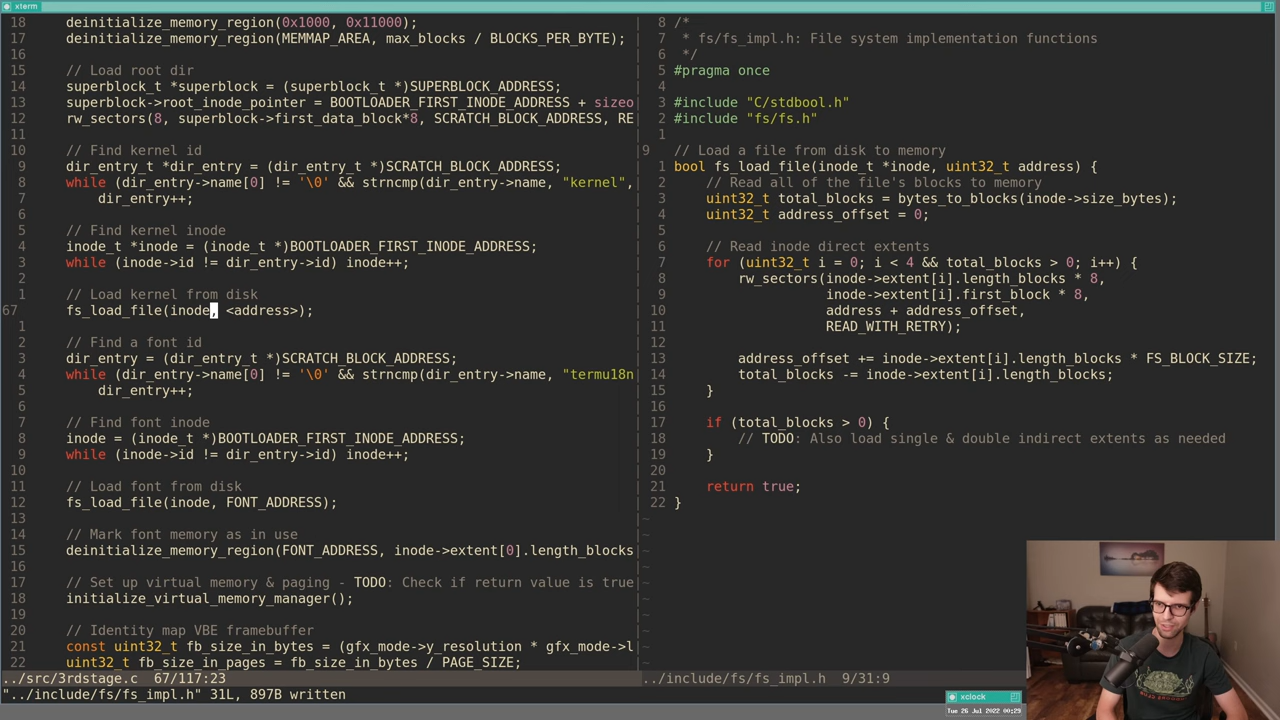 xterm
18 deinitialize_memory_region(0x1000, 0x11000);
17 deinitialize_memory_region(MEMMAP_AREA, max_blocks / BLOCKS_PER_BYTE);
16
15 // Load root dir
14 superblock_t *superblock = (superblock_t *)SUPERBLOCK_ADDRESS;
13 superblock->root_inode_pointer = BOOTLOADER_FIRST_INODE_ADDRESS + sizeo
12 rw_sectors(8, superblock->first_data_block*8, SCRATCH_BLOCK_ADDRESS, RE
11
10 // Find kernel id
9 dir_entry_t *dir_entry = (dir_entry_t *)SCRATCH_BLOCK_ADDRESS;
8 while (dir_entry->name[0] != '\0' && strncmp(dir_entry->name, "kernel",
7 dir_entry++;
6
5 // Find kernel inode
4 inode_t *inode = (inode_t *)BOOTLOADER_FIRST_INODE_ADDRESS;
3 while (inode->id != dir_entry->id) inode++;
2
1 // Load kernel from disk
67 fs_load_file(inode, <address>);
1
2 // Find a font id
3 dir_entry = (dir_entry_t *)SCRATCH_BLOCK_ADDRESS;
4 while (dir_entry->name[0] != '\0' && strncmp(dir_entry->name, "termu18n
5 dir_entry++;
6
7 // Find font inode
8 inode = (inode_t *)BOOTLOADER_FIRST_INODE_ADDRESS;
9 while (inode->id != dir_entry->id) inode++;
10
11 // Load font from disk
12 fs_load_file(inode, FONT_ADDRESS);
13
14 // Mark font memory as in use
15 deinitialize_memory_region(FONT_ADDRESS, inode->extent[0].length_blocks
16
17 // Set up virtual memory & paging - TODO: Check if return value is true
18 initialize_virtual_memory_manager();
19
20 // Identity map VBE framebuffer
21 const uint32_t fb_size_in_bytes = (gfx_mode->y_resolution * gfx_mode->l
22 uint32_t fb_size_in_pages = fb_size_in_bytes / PAGE_SIZE;
../src/3rdstage.c 67/117:23
"../include/fs/fs_impl.h" 31L, 897B written
8 /*
7 * fs/fs_impl.h: File system implementation functions
6 */
5 #pragma once
4
3 #include "C/stdbool.h"
2 #include "fs/fs.h"
1
9 // Load a file from disk to memory
1 bool fs_load_file(inode_t *inode, uint32_t address) {
2 // Read all of the file's blocks to memory
3 uint32_t total_blocks = bytes_to_blocks(inode->size_bytes);
4 uint32_t address_offset = 0;
5
6 // Read inode direct extents
7 for (uint32_t i = 0; i < 4 && total_blocks > 0; i++) {
8 rw_sectors(inode->extent[i].length_blocks * 8,
9 inode->extent[i].first_block * 8,
10 address + address_offset,
11 READ_WITH_RETRY);
12
13 address_offset += inode->extent[i].length_blocks * FS_BLOCK_SIZE;
14 total_blocks -= inode->extent[i].length_blocks;
15 }
16
17 if (total_blocks > 0) {
18 // TODO: Also load single & double indirect extents as needed
19 }
20
21 return true;
22 }
~
~
~
~
~
~
~
~
~
~
../include/fs/fs_impl.h 9/31:9
xclock
Tue 26 Jul 2022 00:29